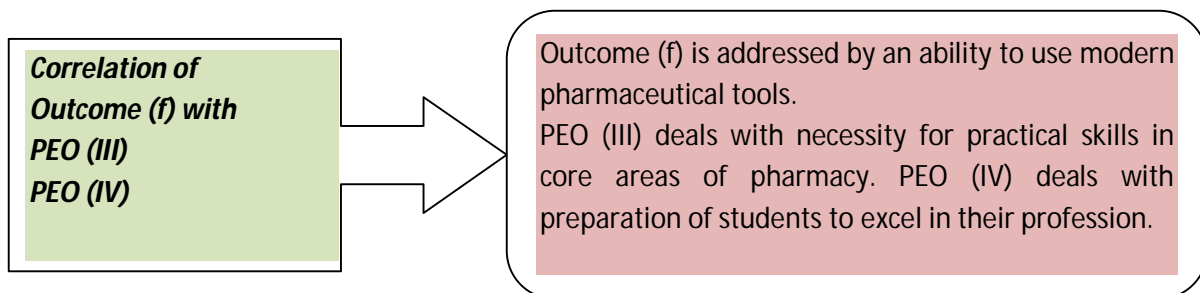 Correlation of
Outcome (f) with
PEO (III)
PEO (IV)
Outcome (f) is addressed by an ability to use modern
pharmaceutical tools.
PEO (III) deals with necessity for practical skills in
core areas of pharmacy. PEO (IV) deals with
preparation of students to excel in their profession.